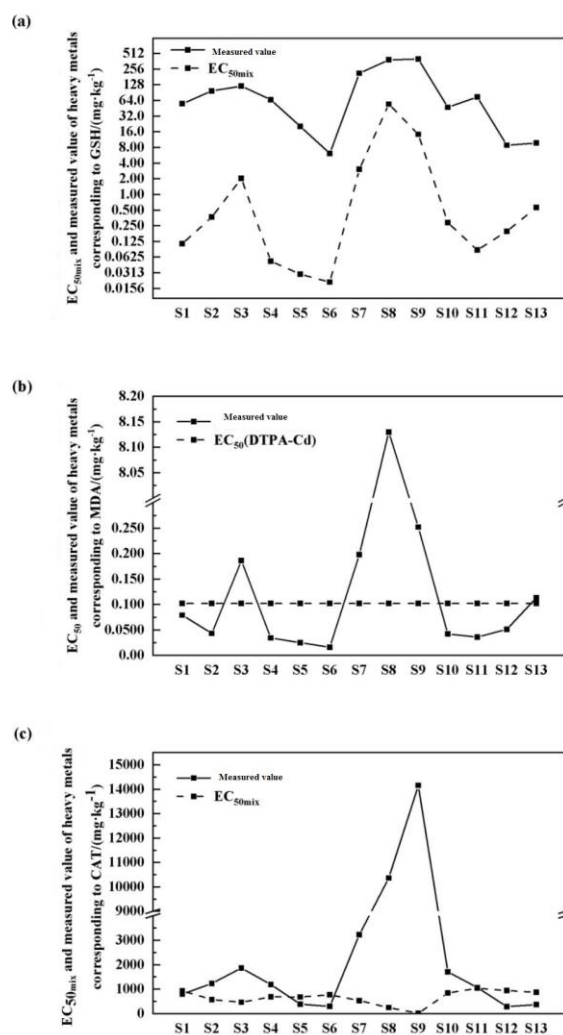 (a)
EC50mix and measured value of heavy metals
corresponding to GSH/(mg·kg-1)
512
256
128
64.0
32.0
16.0
8.00
4.00
2.00
1.00
0.500
0.250
0.125
0.0625
0.0313
0.0156
Measured value
EC50mix
S1 S2 S3 S4 S5 S6 S7 S8 S9 S10 S11 S12 S13
(b)
EC50 and measured value of heavy metals
corresponding to MDA/(mg·kg-1)
8.20
8.15
8.10
8.05
0.250
0.200
0.150
0.100
0.0500
0.00
Measured value
EC50(DTPA-Cd)
S1 S2 S3 S4 S5 S6 S7 S8 S9 S10 S11 S12 S13
(c)
EC50mix and measured value of heavy metals
corresponding to CAT/(mg·kg-1)
15000
14000
13000
12000
11000
10000
9000
3000
2000
1000
0
Measured value
EC50mix
S1 S2 S3 S4 S5 S6 S7 S8 S9 S10 S11 S12 S13